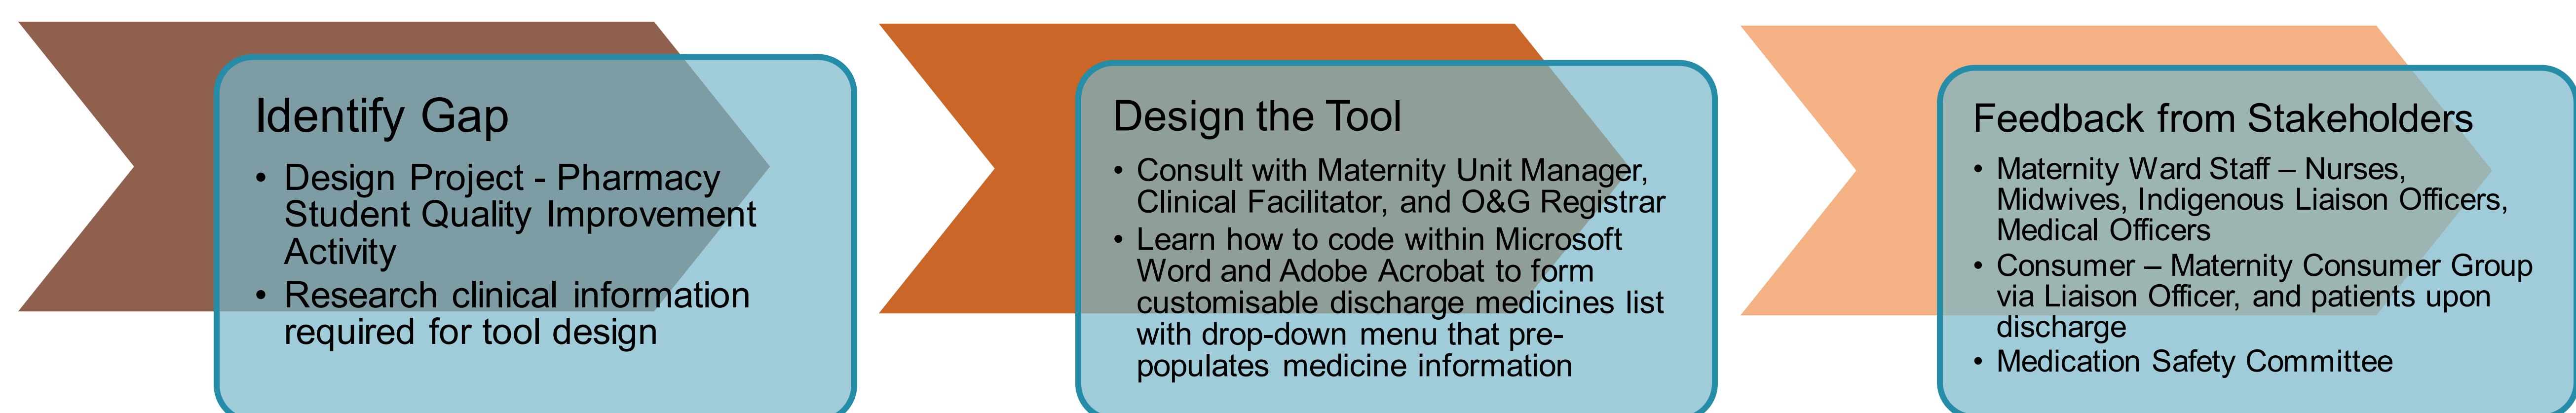 Identify Gap
• Design Project - Pharmacy
Student Quality Improvement
Activity
• Research clinical information
required for tool design
Design the Tool
• Consult with Maternity Unit Manager,
Clinical Facilitator, and O&G Registrar
• Learn how to code within Microsoft
Word and Adobe Acrobat to form
customisable discharge medicines list
with drop-down menu that pre-
populates medicine information
Feedback from Stakeholders
• Maternity Ward Staff – Nurses,
Midwives, Indigenous Liaison Officers,
Medical Officers
• Consumer – Maternity Consumer Group
via Liaison Officer, and patients upon
discharge
• Medication Safety Committee